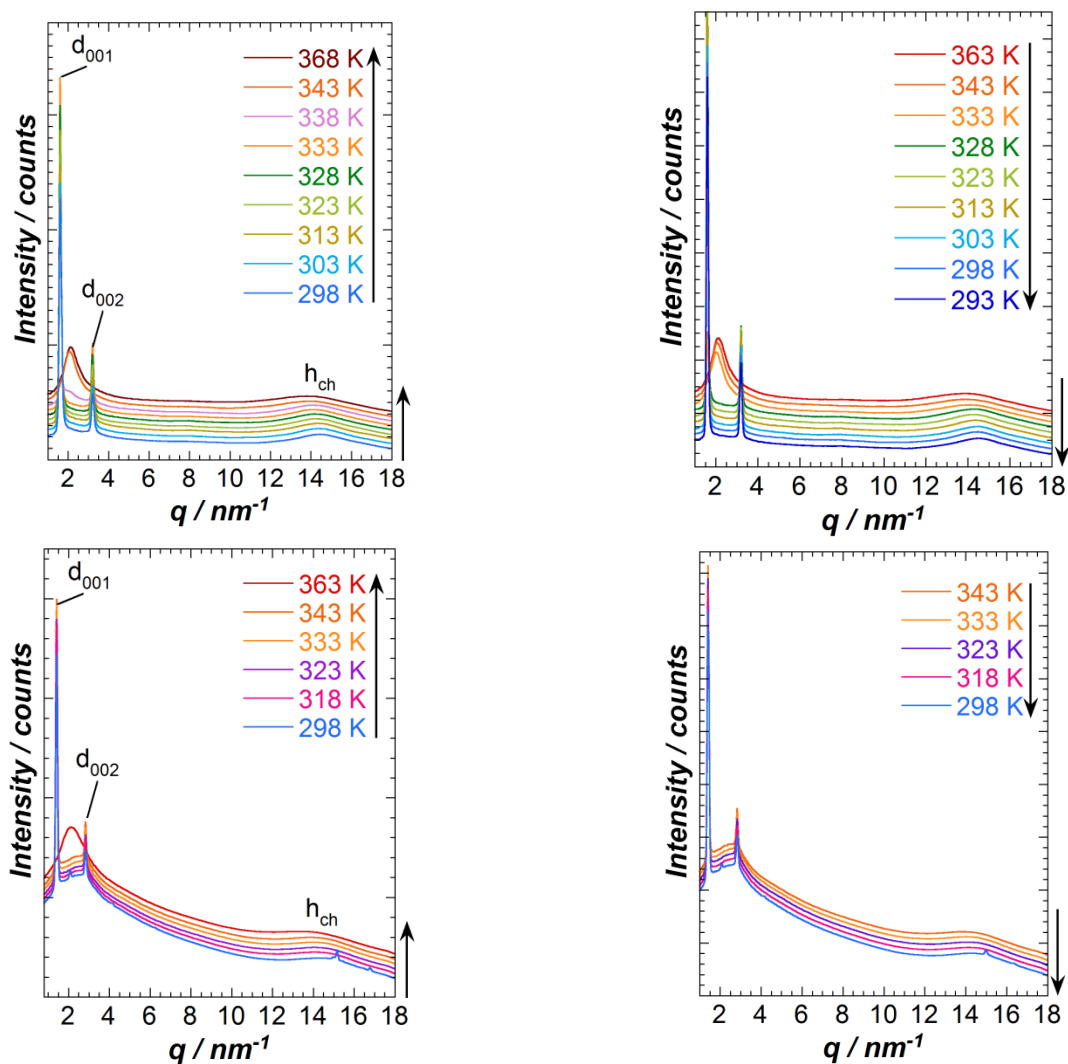 Intensity / counts
d001
d002
hch
368 K
343 K
338 K
333 K
328 K
323 K
313 K
303 K
298 K
2 4 6 8 10 12 14 16 18
q / nm-1
Intensity / counts
363 K
343 K
333 K
328 K
323 K
313 K
303 K
298 K
293 K
2 4 6 8 10 12 14 16 18
q / nm-1
Intensity / counts
d001
d002
hch
363 K
343 K
333 K
323 K
318 K
298 K
2 4 6 8 10 12 14 16 18
q / nm-1
Intensity / counts
343 K
333 K
323 K
318 K
298 K
2 4 6 8 10 12 14 16 18
q / nm-1